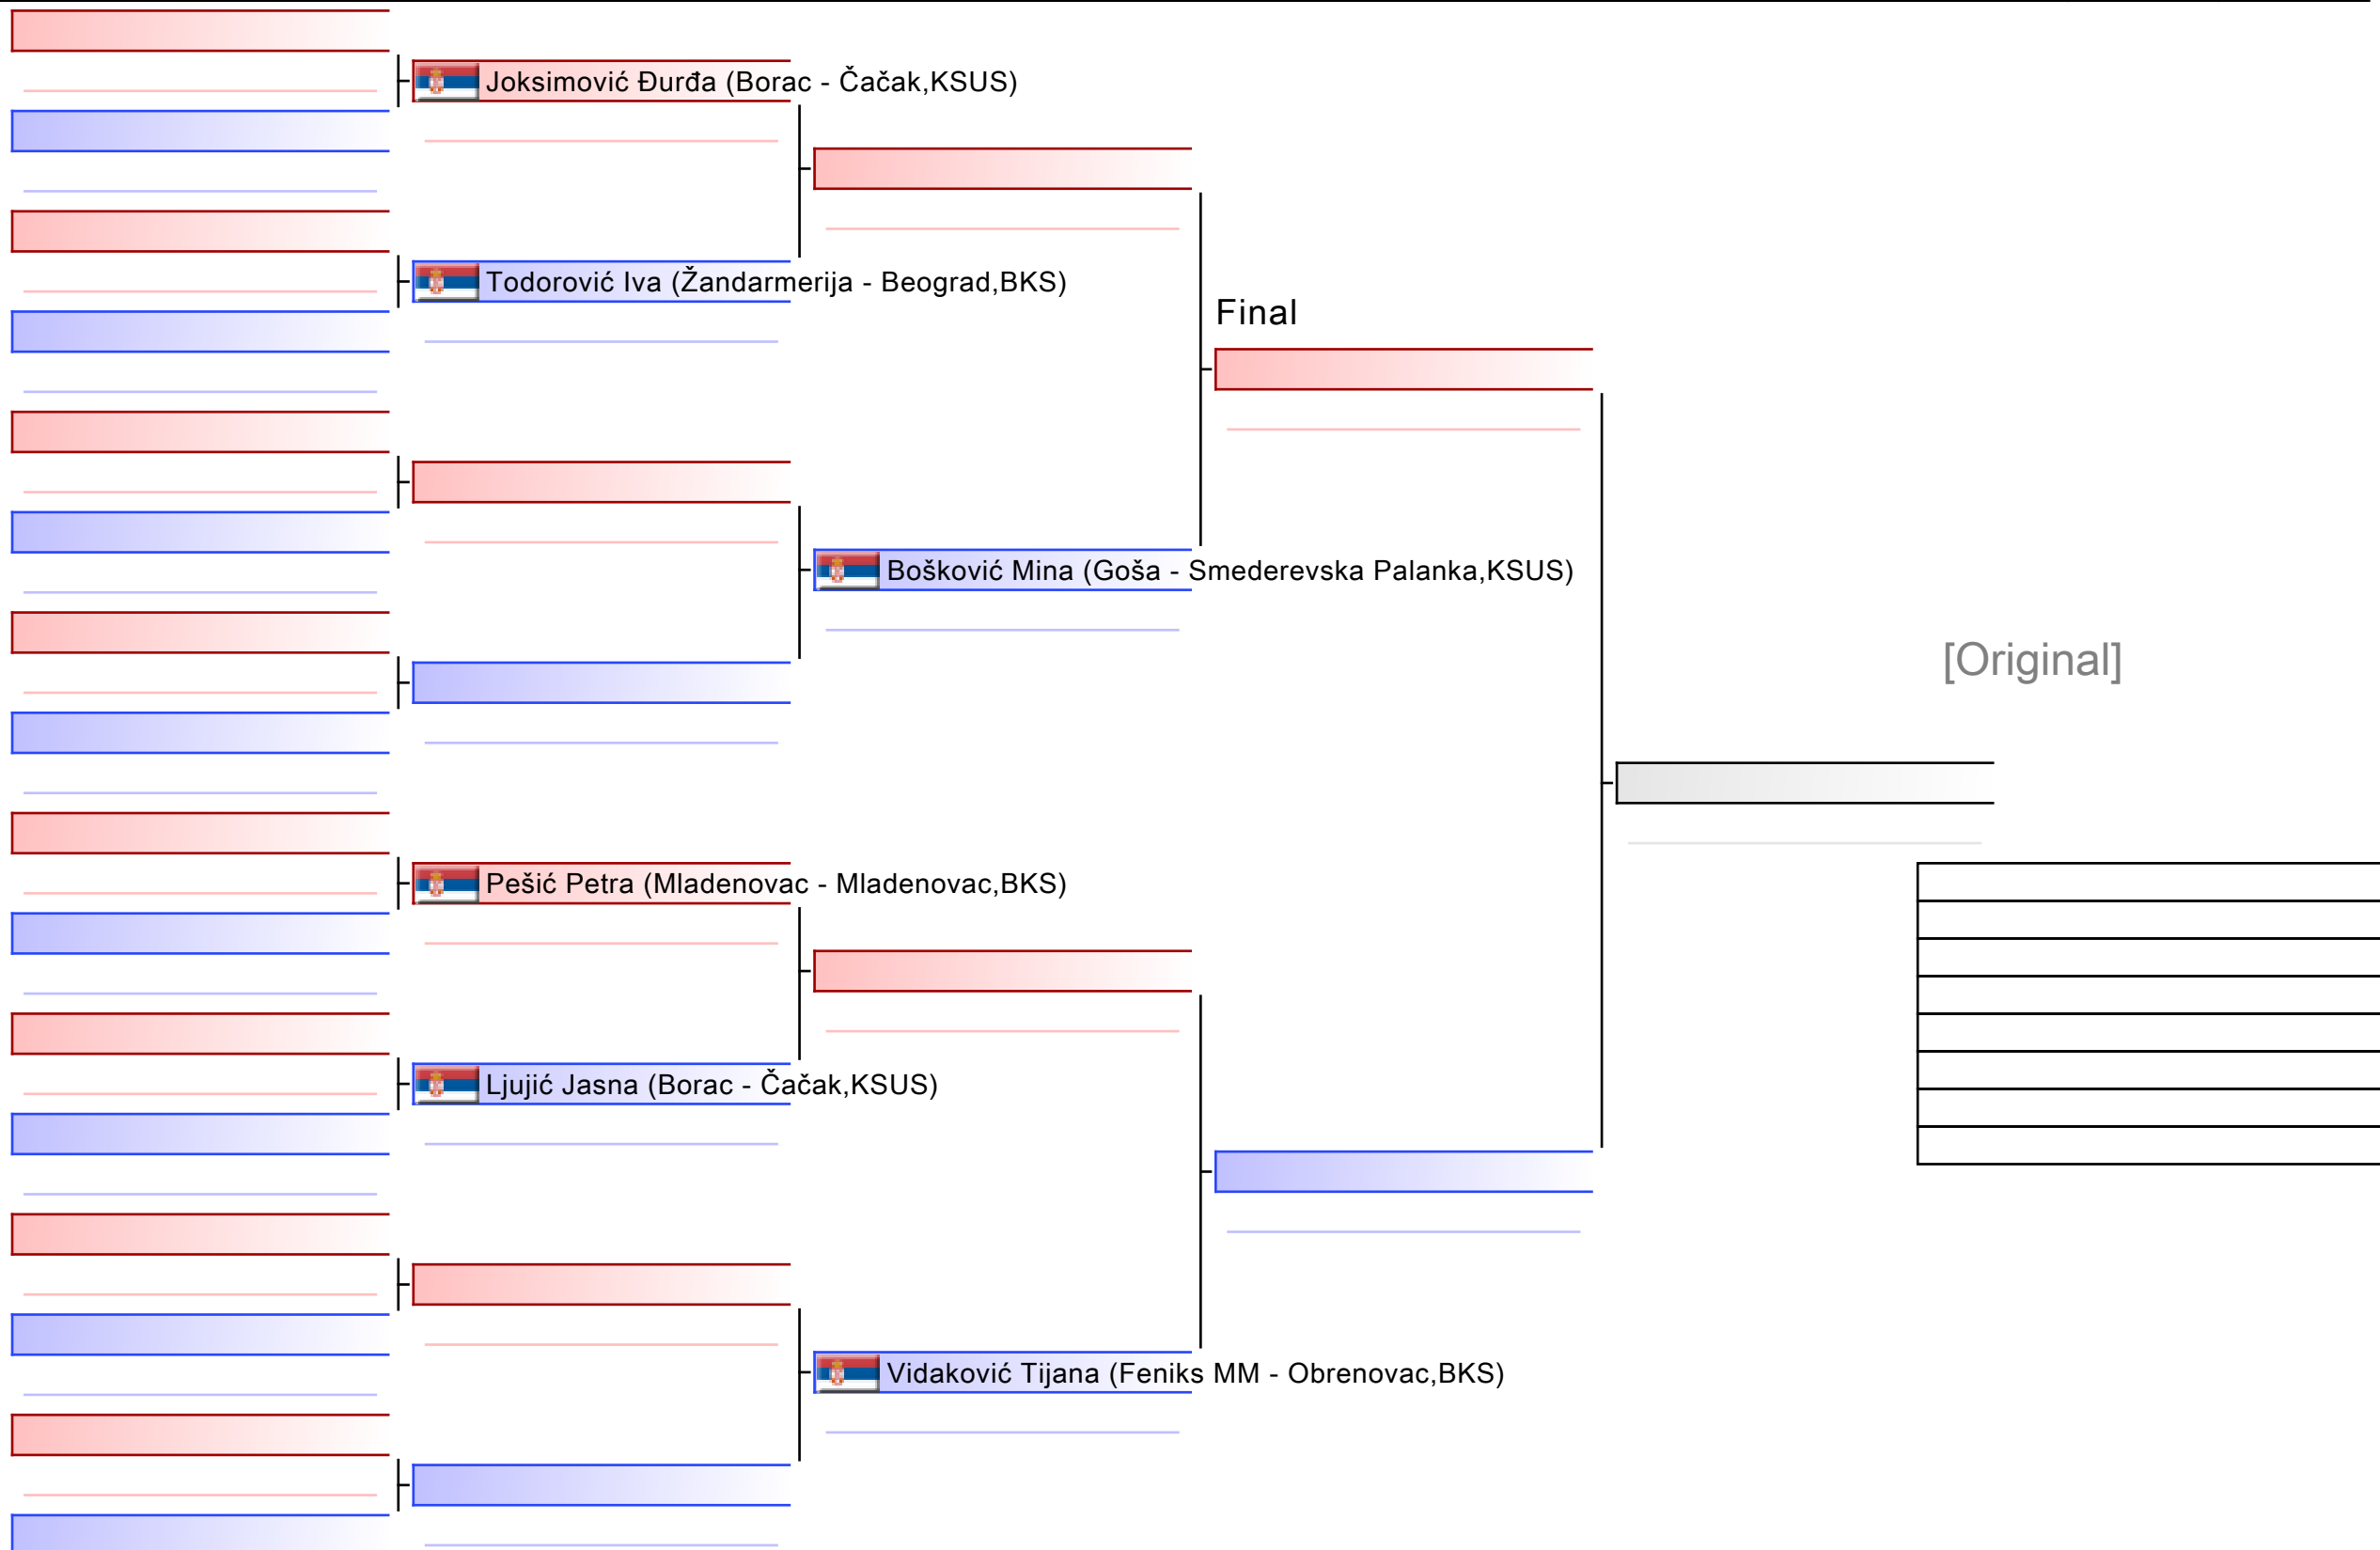 Joksimović Đurđa (Borac - Čačak,KSUS)
Todorović Iva (Žandarmerija - Beograd,BKS)
Final
Bošković Mina (Goša - Smederevska Palanka,KSUS)
[Original]
Pešić Petra (Mladenovac - Mladenovac,BKS)
Ljujić Jasna (Borac - Čačak,KSUS)
Vidaković Tijana (Feniks MM - Obrenovac,BKS)